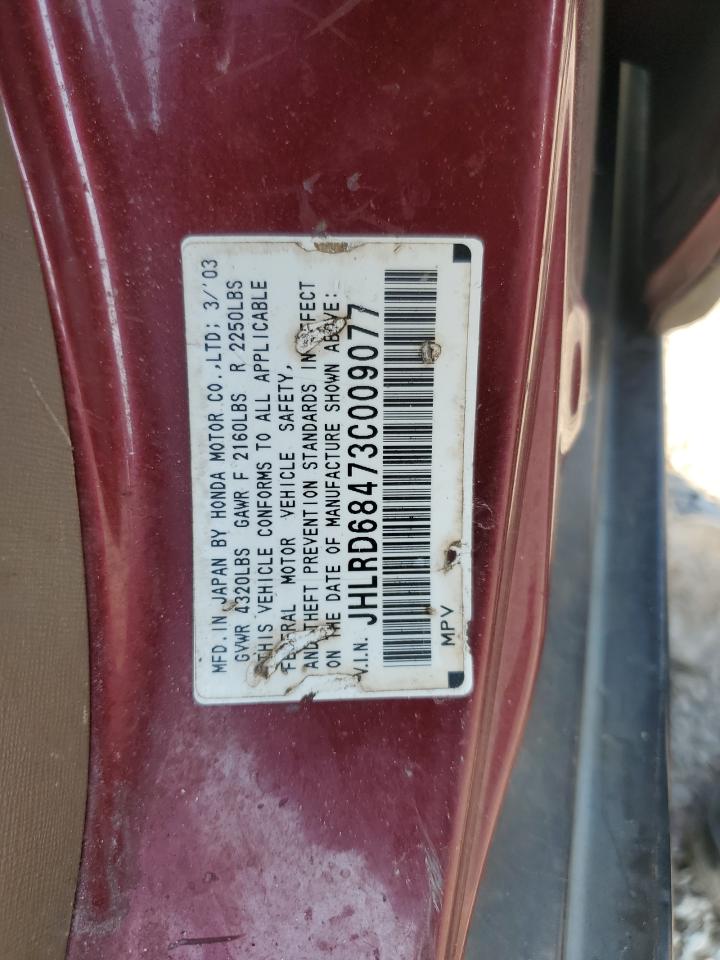 MFD. IN JAPAN BY HONDA MOTOR CO.,LTD; 3/'03
GVWR 4320LBS GAWR F 2160LBS R 2250LBS
THIS VEHICLE CONFORMS TO ALL APPLICABLE
FEDERAL MOTOR VEHICLE SAFETY,
AND THEFT PREVENTION STANDARDS IN EFFECT
ON THE DATE OF MANUFACTURE SHOWN ABOVE:
V.I.N. JHLRD68473C009077
MPV